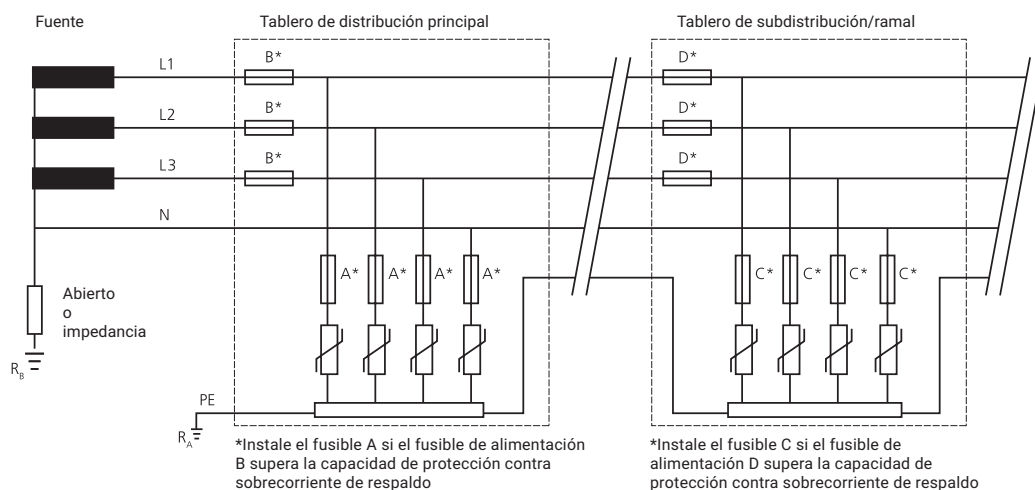 Fuente
Tablero de distribución principal
Tablero de subdistribución/ramal
L1
B*
D*
L2
B*
D*
L3
B*
D*
N
A*
A*
A*
A*
C*
C*
C*
C*
Abierto
o
impedancia
RB
PE
RA
*Instale el fusible A si el fusible de alimentación
B supera la capacidad de protección contra
sobrecorriente de respaldo
*Instale el fusible C si el fusible de
alimentación D supera la capacidad de
protección contra sobrecorriente de respaldo